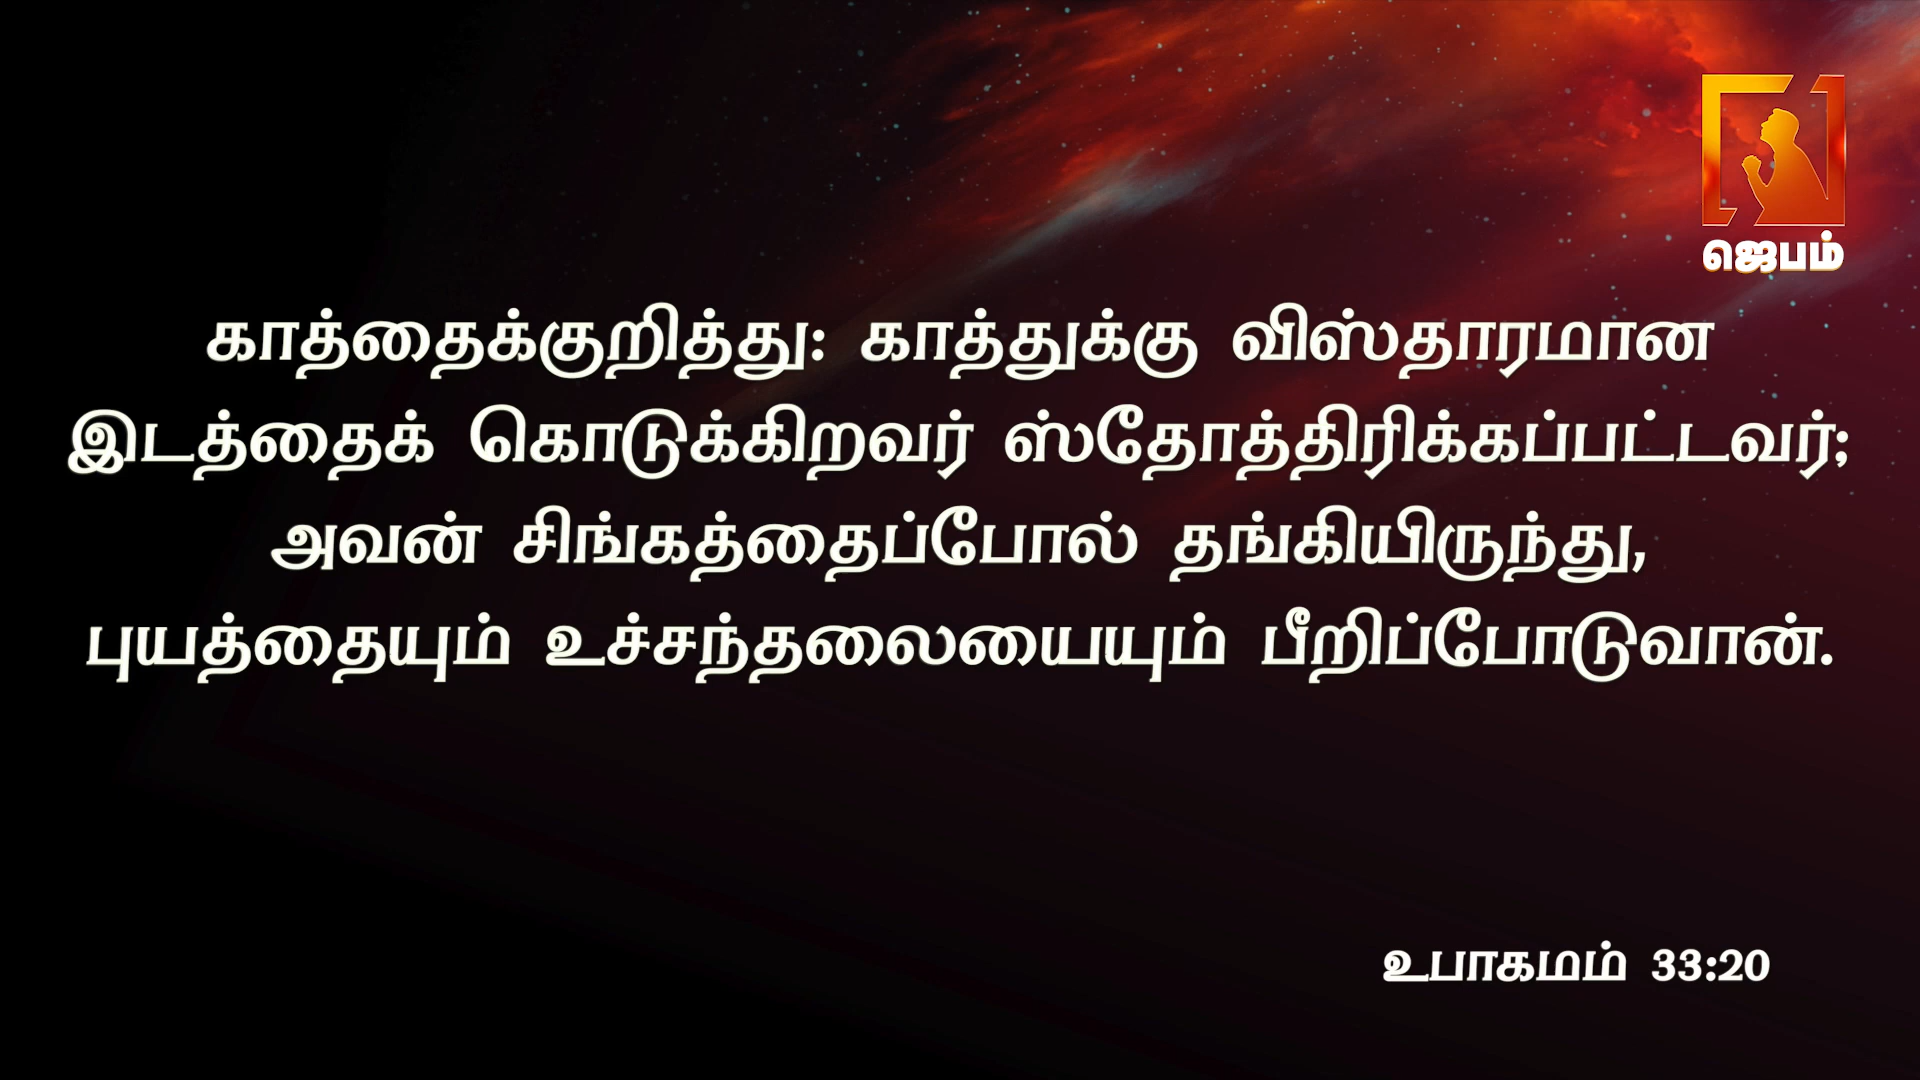 ஜெபம்
காத்தைக்குறித்து: காத்துக்கு விஸ்தாரமான
இடத்தைக் கொடுக்கிறவர் ஸ்தோத்திரிக்கப்பட்டவர்;
அவன் சிங்கத்தைப்போல் தங்கியிருந்து,
புயத்தையும் உச்சந்தலையையும் பீறிப்போடுவான்.
உபாகமம் 33:20